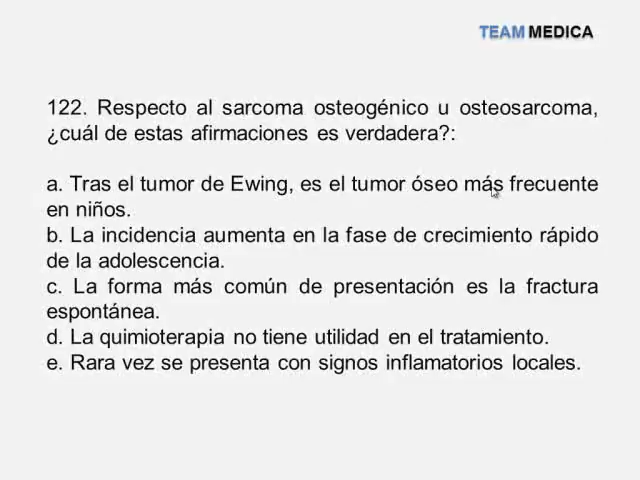 TEAM MEDICA
122. Respecto al sarcoma osteogénico u osteosarcoma,
¿cuál de estas afirmaciones es verdadera?:
a. Tras el tumor de Ewing, es el tumor óseo más frecuente
en niños.
b. La incidencia aumenta en la fase de crecimiento rápido
de la adolescencia.
c. La forma más común de presentación es la fractura
espontánea.
d. La quimioterapia no tiene utilidad en el tratamiento.
e. Rara vez se presenta con signos inflamatorios locales.